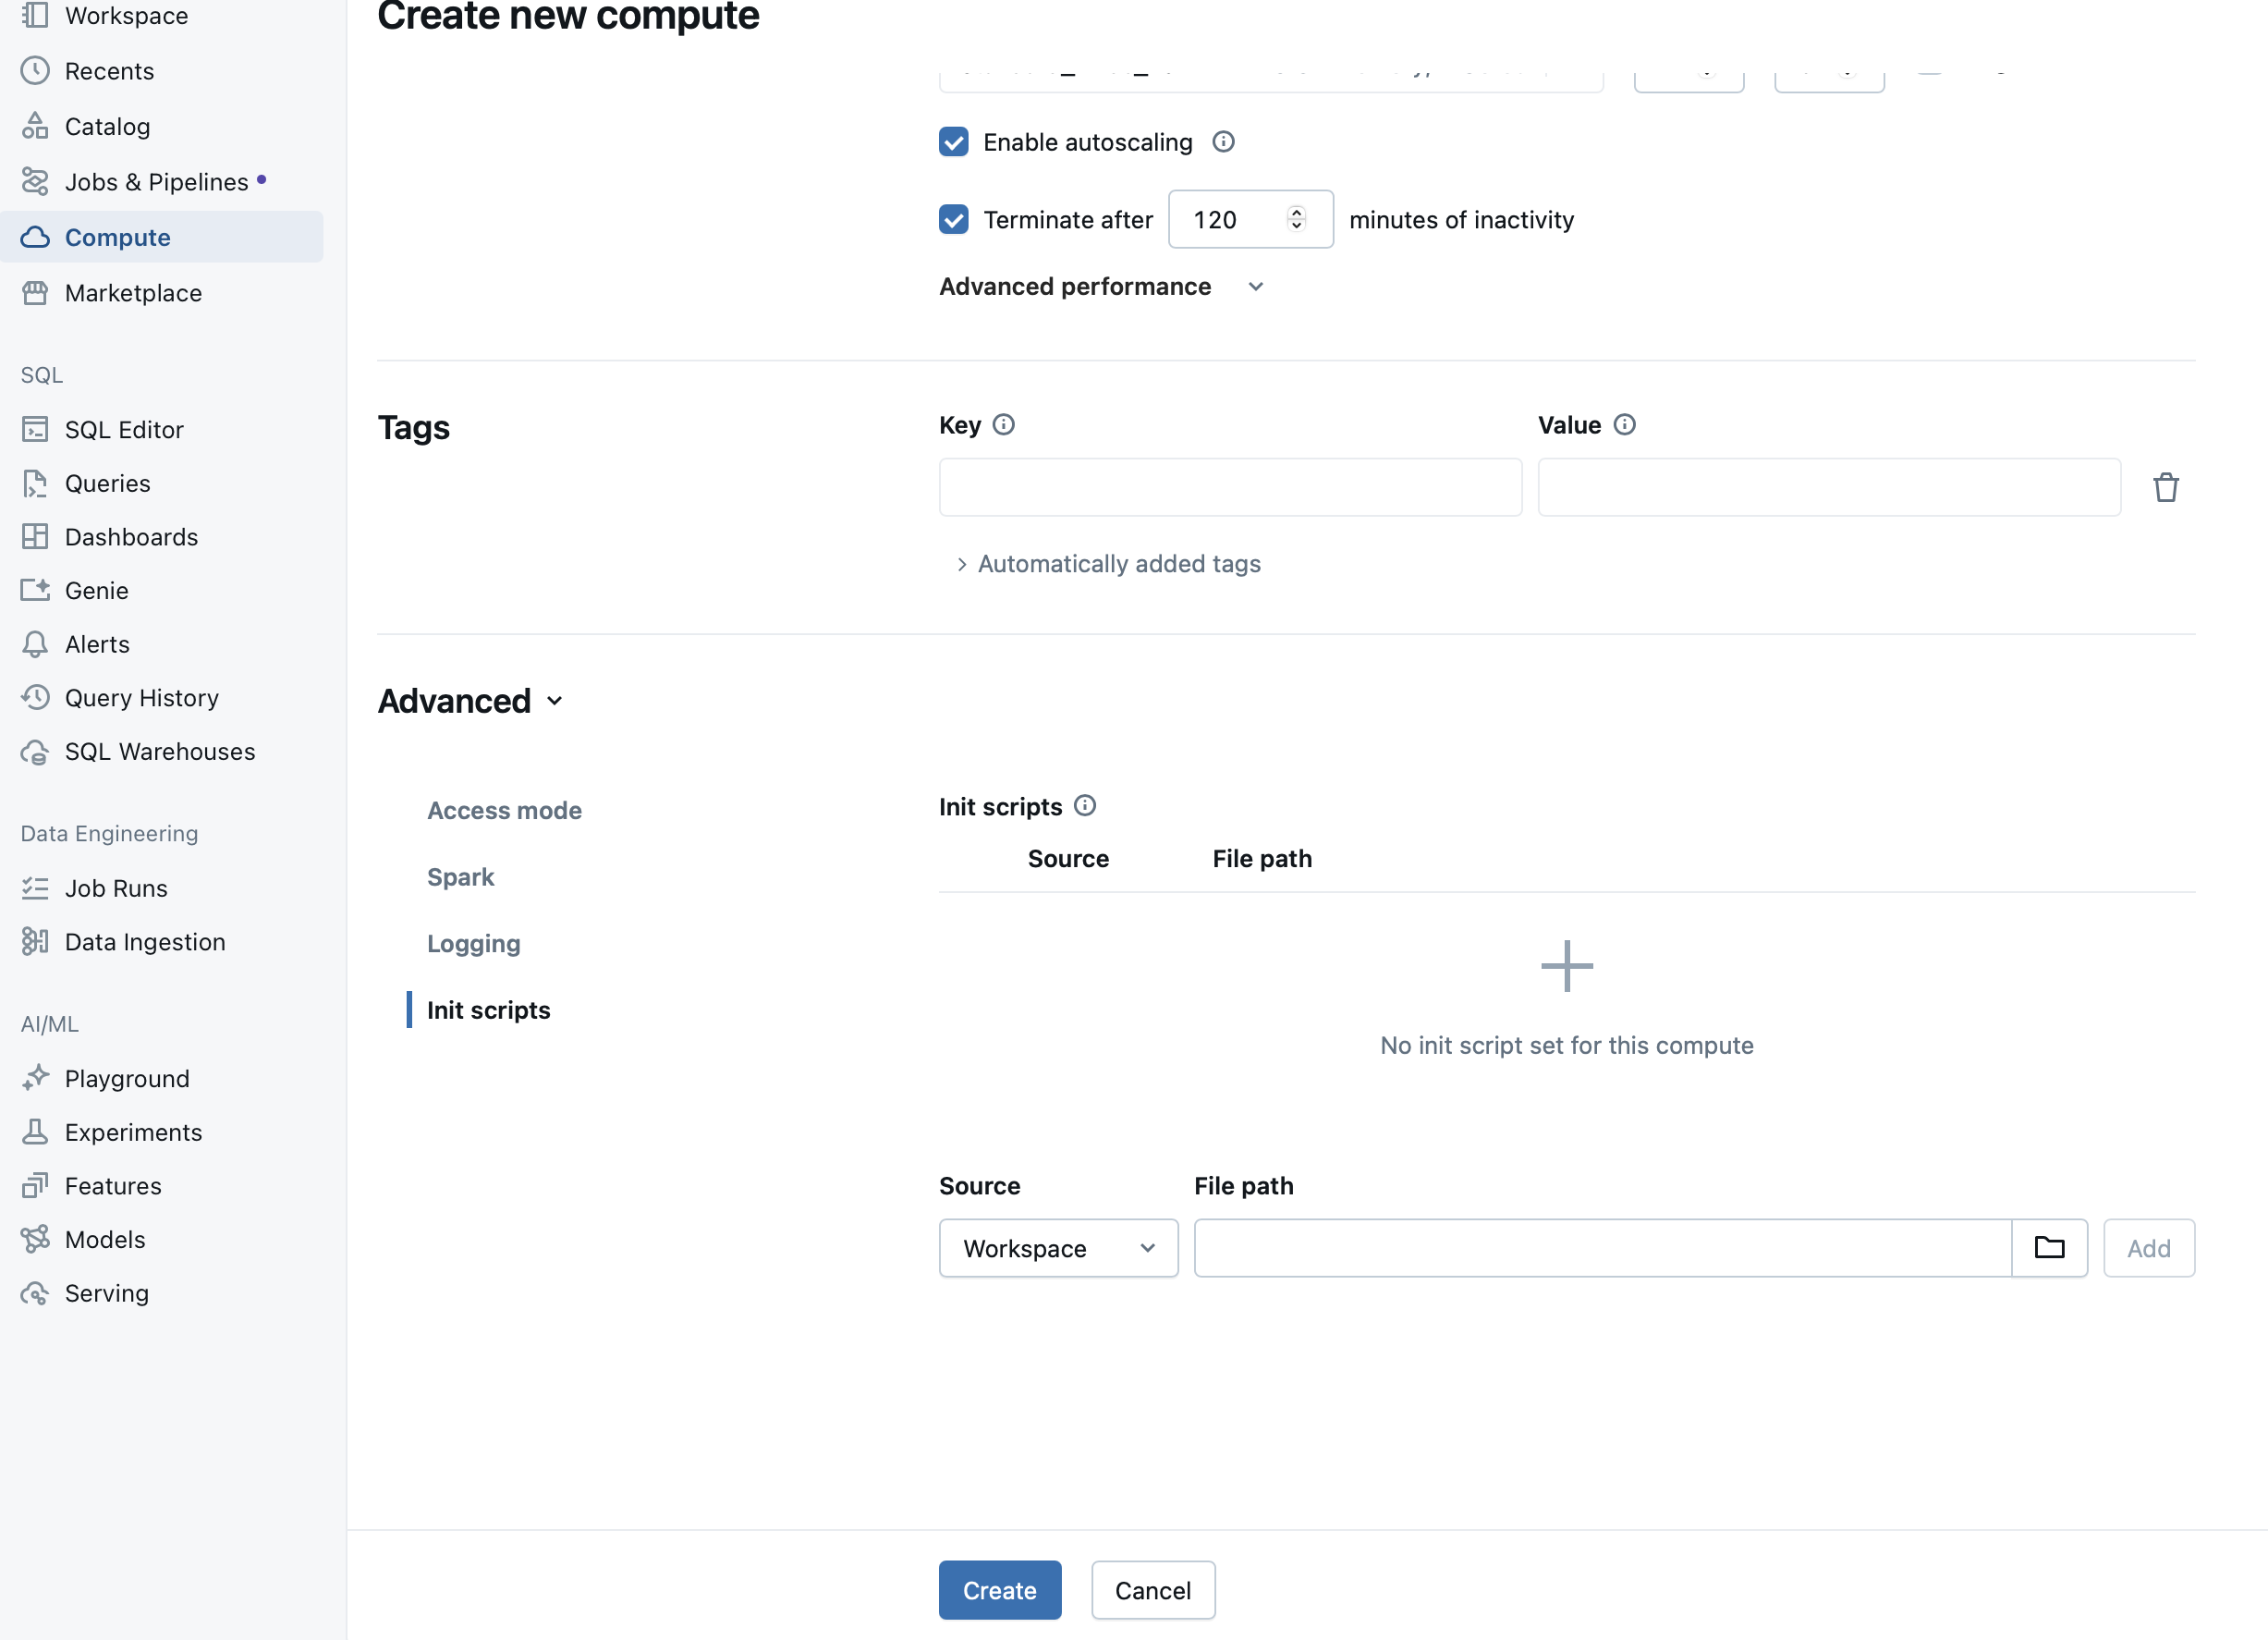 Workspace
Recents
Catalog
Jobs & Pipelines
Compute
Marketplace
SQL
SQL Editor
Queries
Dashboards
Genie
Alerts
Query History
SQL Warehouses
Data Engineering
Job Runs
Data Ingestion
AI/ML
Playground
Experiments
Features
Models
Serving
Create new compute
Enable autoscaling
Terminate after 120 minutes of inactivity
Advanced performance
Tags
Key Value
Automatically added tags
Advanced
Access mode
Spark
Logging
Init scripts
Init scripts
Source File path
No init script set for this compute
Source File path
Workspace Add
Create Cancel